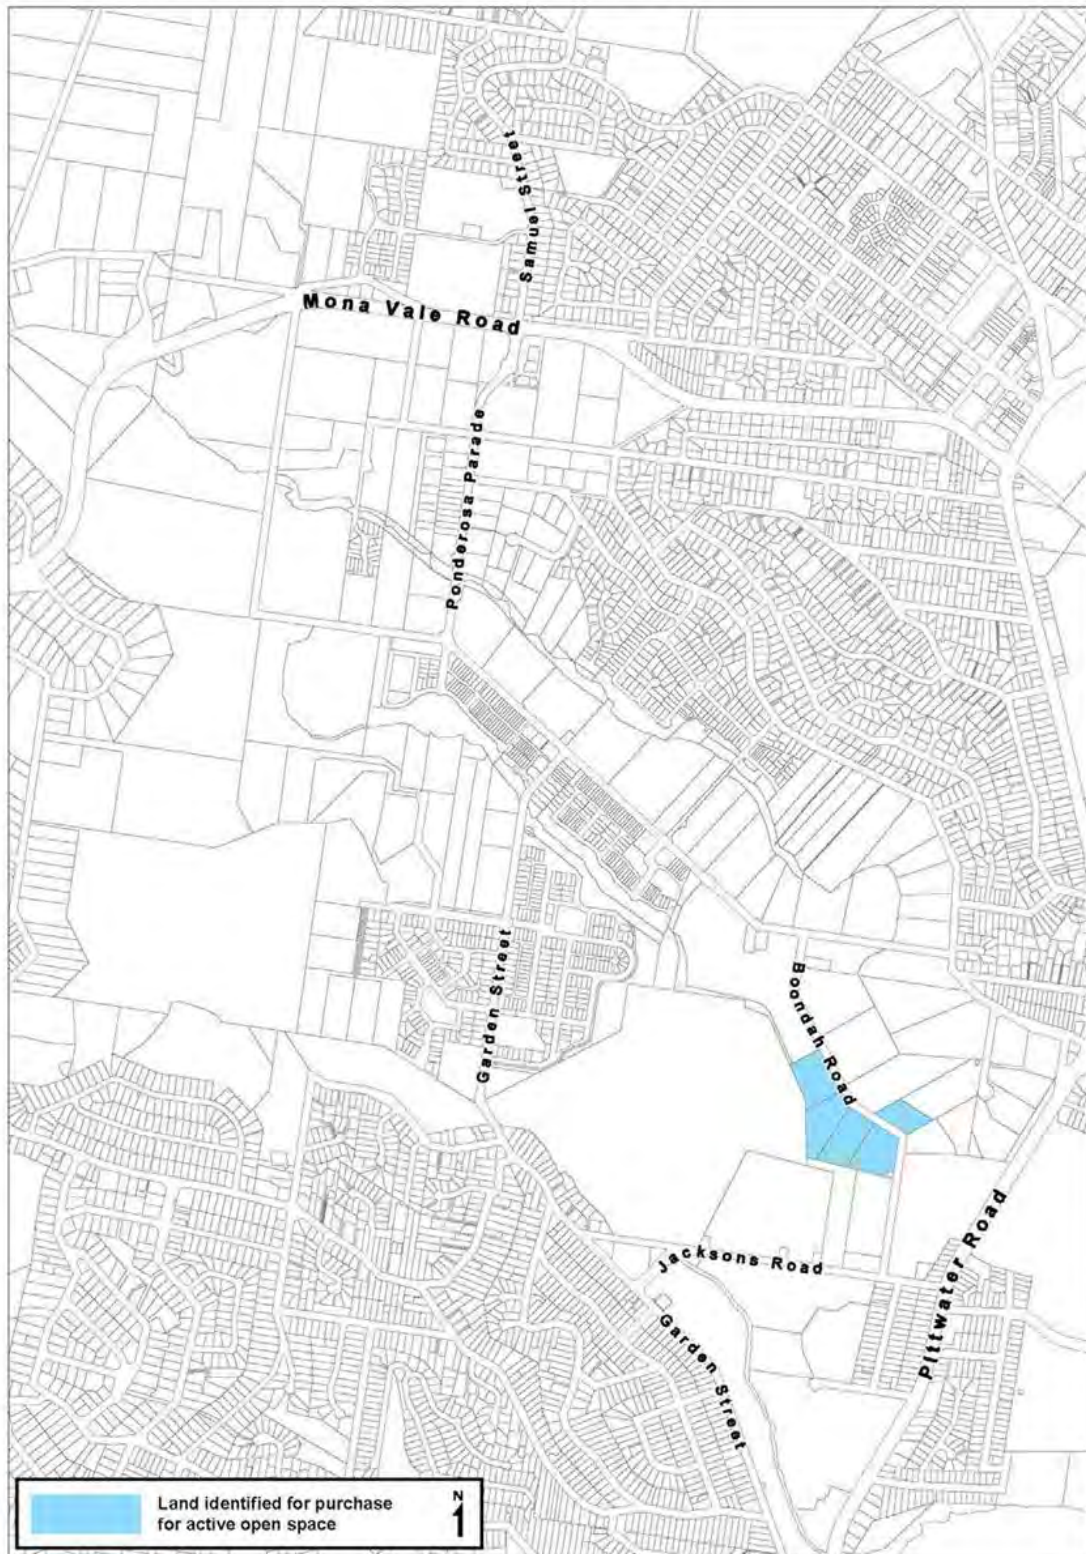 Samuel Street
Mona Vale Road
Ponderosa Parade
Garden Street
Boondah Road
Jacksons Road
Pittwater Road
Garden Street
Land identified for purchase
for active open space
N